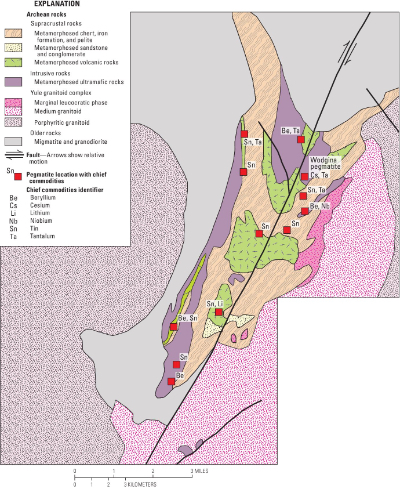 EXPLANATION
Archean rocks
Supracrustal rocks
Metamorphosed chert, iron
formation, and pelite
Metamorphosed sandstone
and conglomerate
Metamorphosed volcanic rocks
Intrusive rocks
Metamorphosed ultramafic rocks
Yule granitoid complex
Marginal leucocratic phase
Medium granitoid
Porphyritic granitoid
Older rocks
Migmatite and granodiorite
Fault—Arrows show relative
motion
Sn
Pegmatite location with chief
commodities
Chief commodities identifier
Be Beryllium
Cs Cesium
Li Lithium
Nb Niobium
Sn Tin
Ta Tantalum
Be, Ta
Sn, Ta
Wodgina
pegmatite
Sn
Cs, Ta
Sn, Ta
Be, Nb
Sn
Sn
Sn, Li
Be, Sn
Sn
Be
0 1 2 3 MILES
0 1 2 3 KILOMETERS